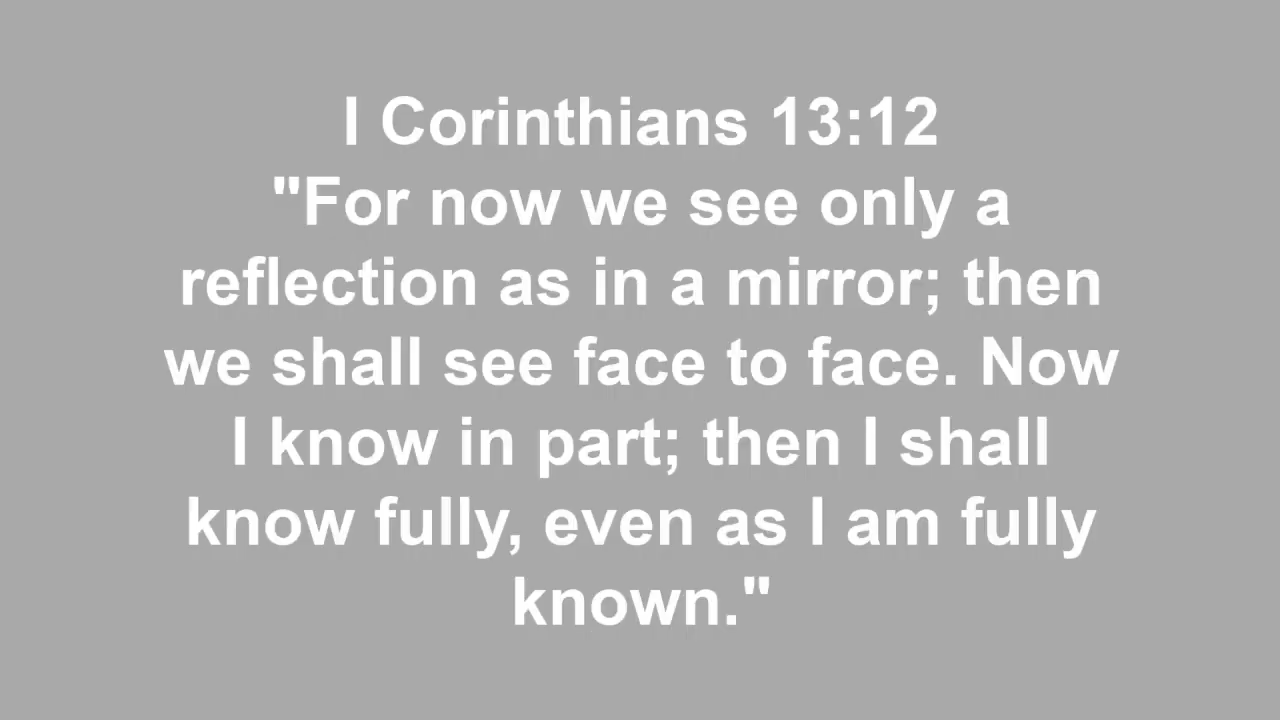 I Corinthians 13:12
"For now we see only a
reflection as in a mirror; then
we shall see face to face. Now
I know in part; then I shall
know fully, even as I am fully
known."